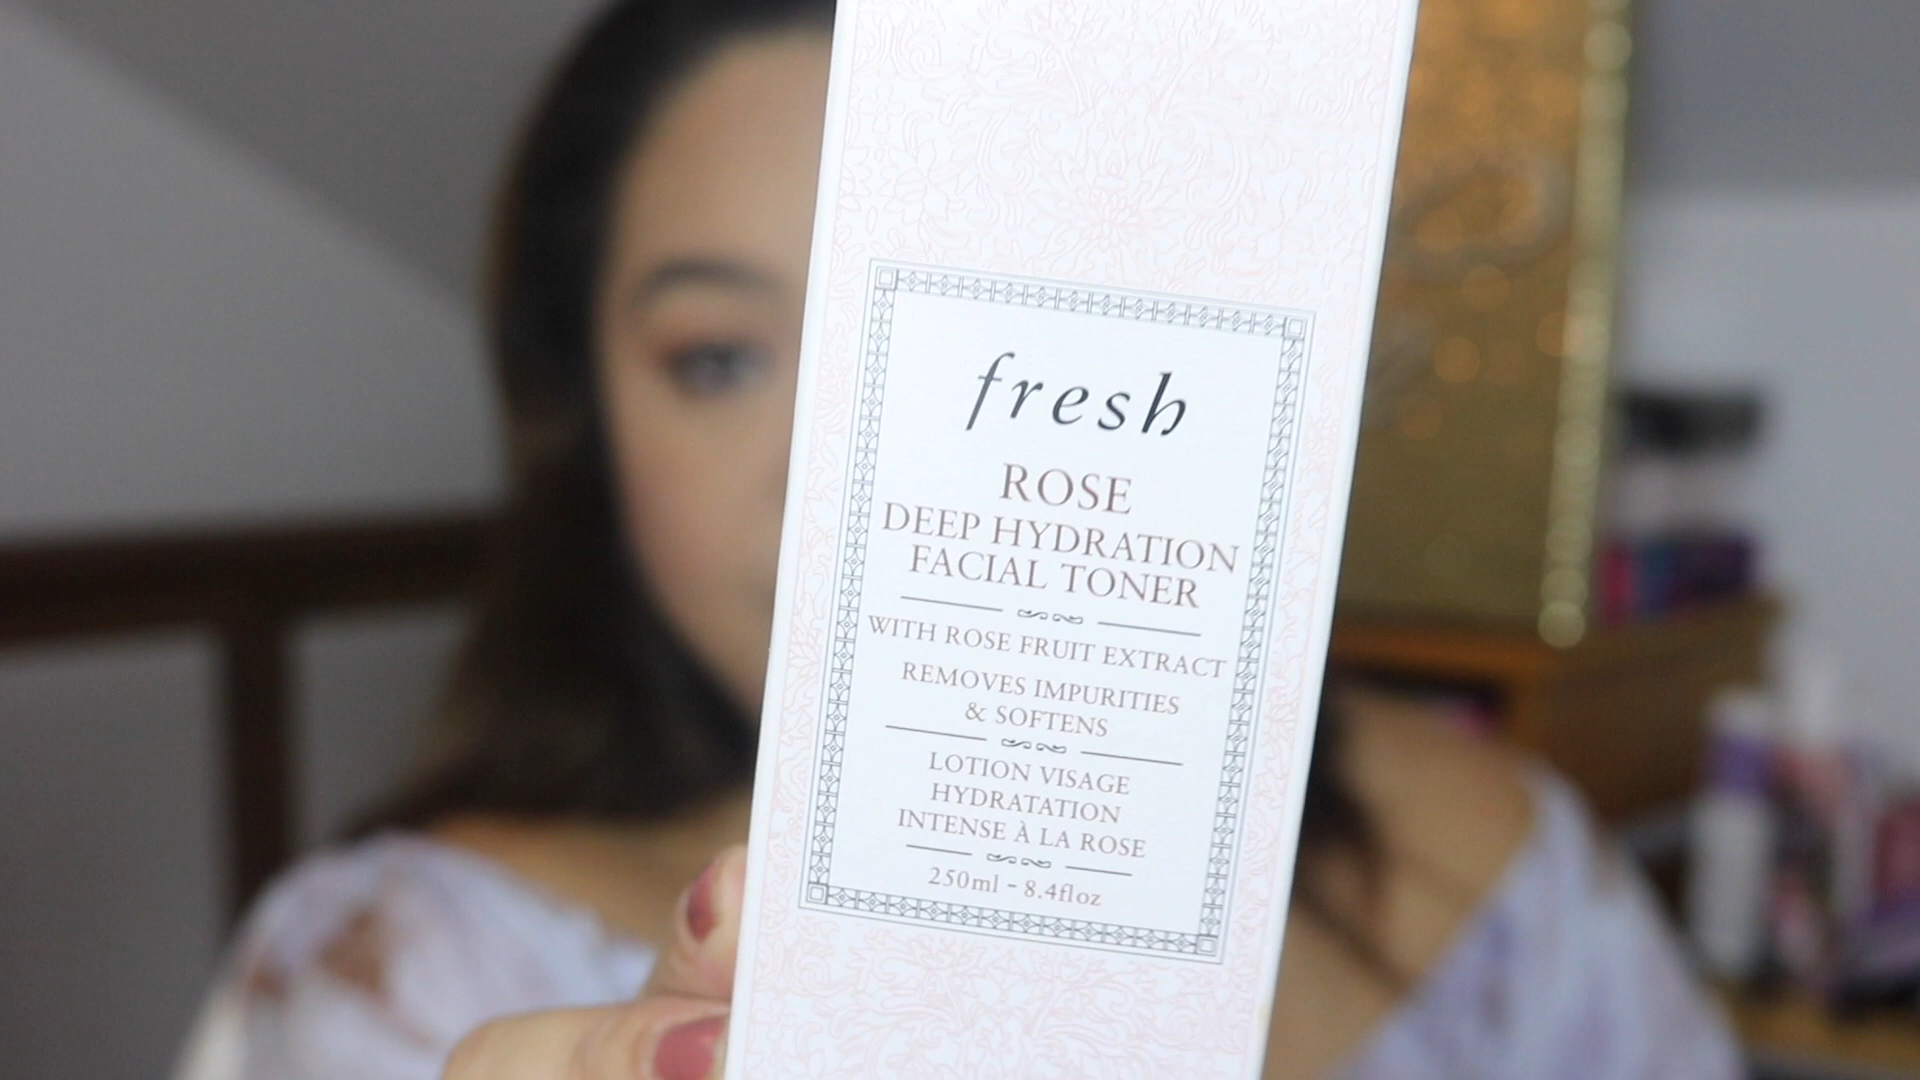 fresh
ROSE
DEEP HYDRATION
FACIAL TONER
WITH ROSE FRUIT EXTRACT
REMOVES IMPURITIES
& SOFTENS
LOTION VISAGE
HYDRATATION
INTENSE À LA ROSE
250ml - 8.4floz